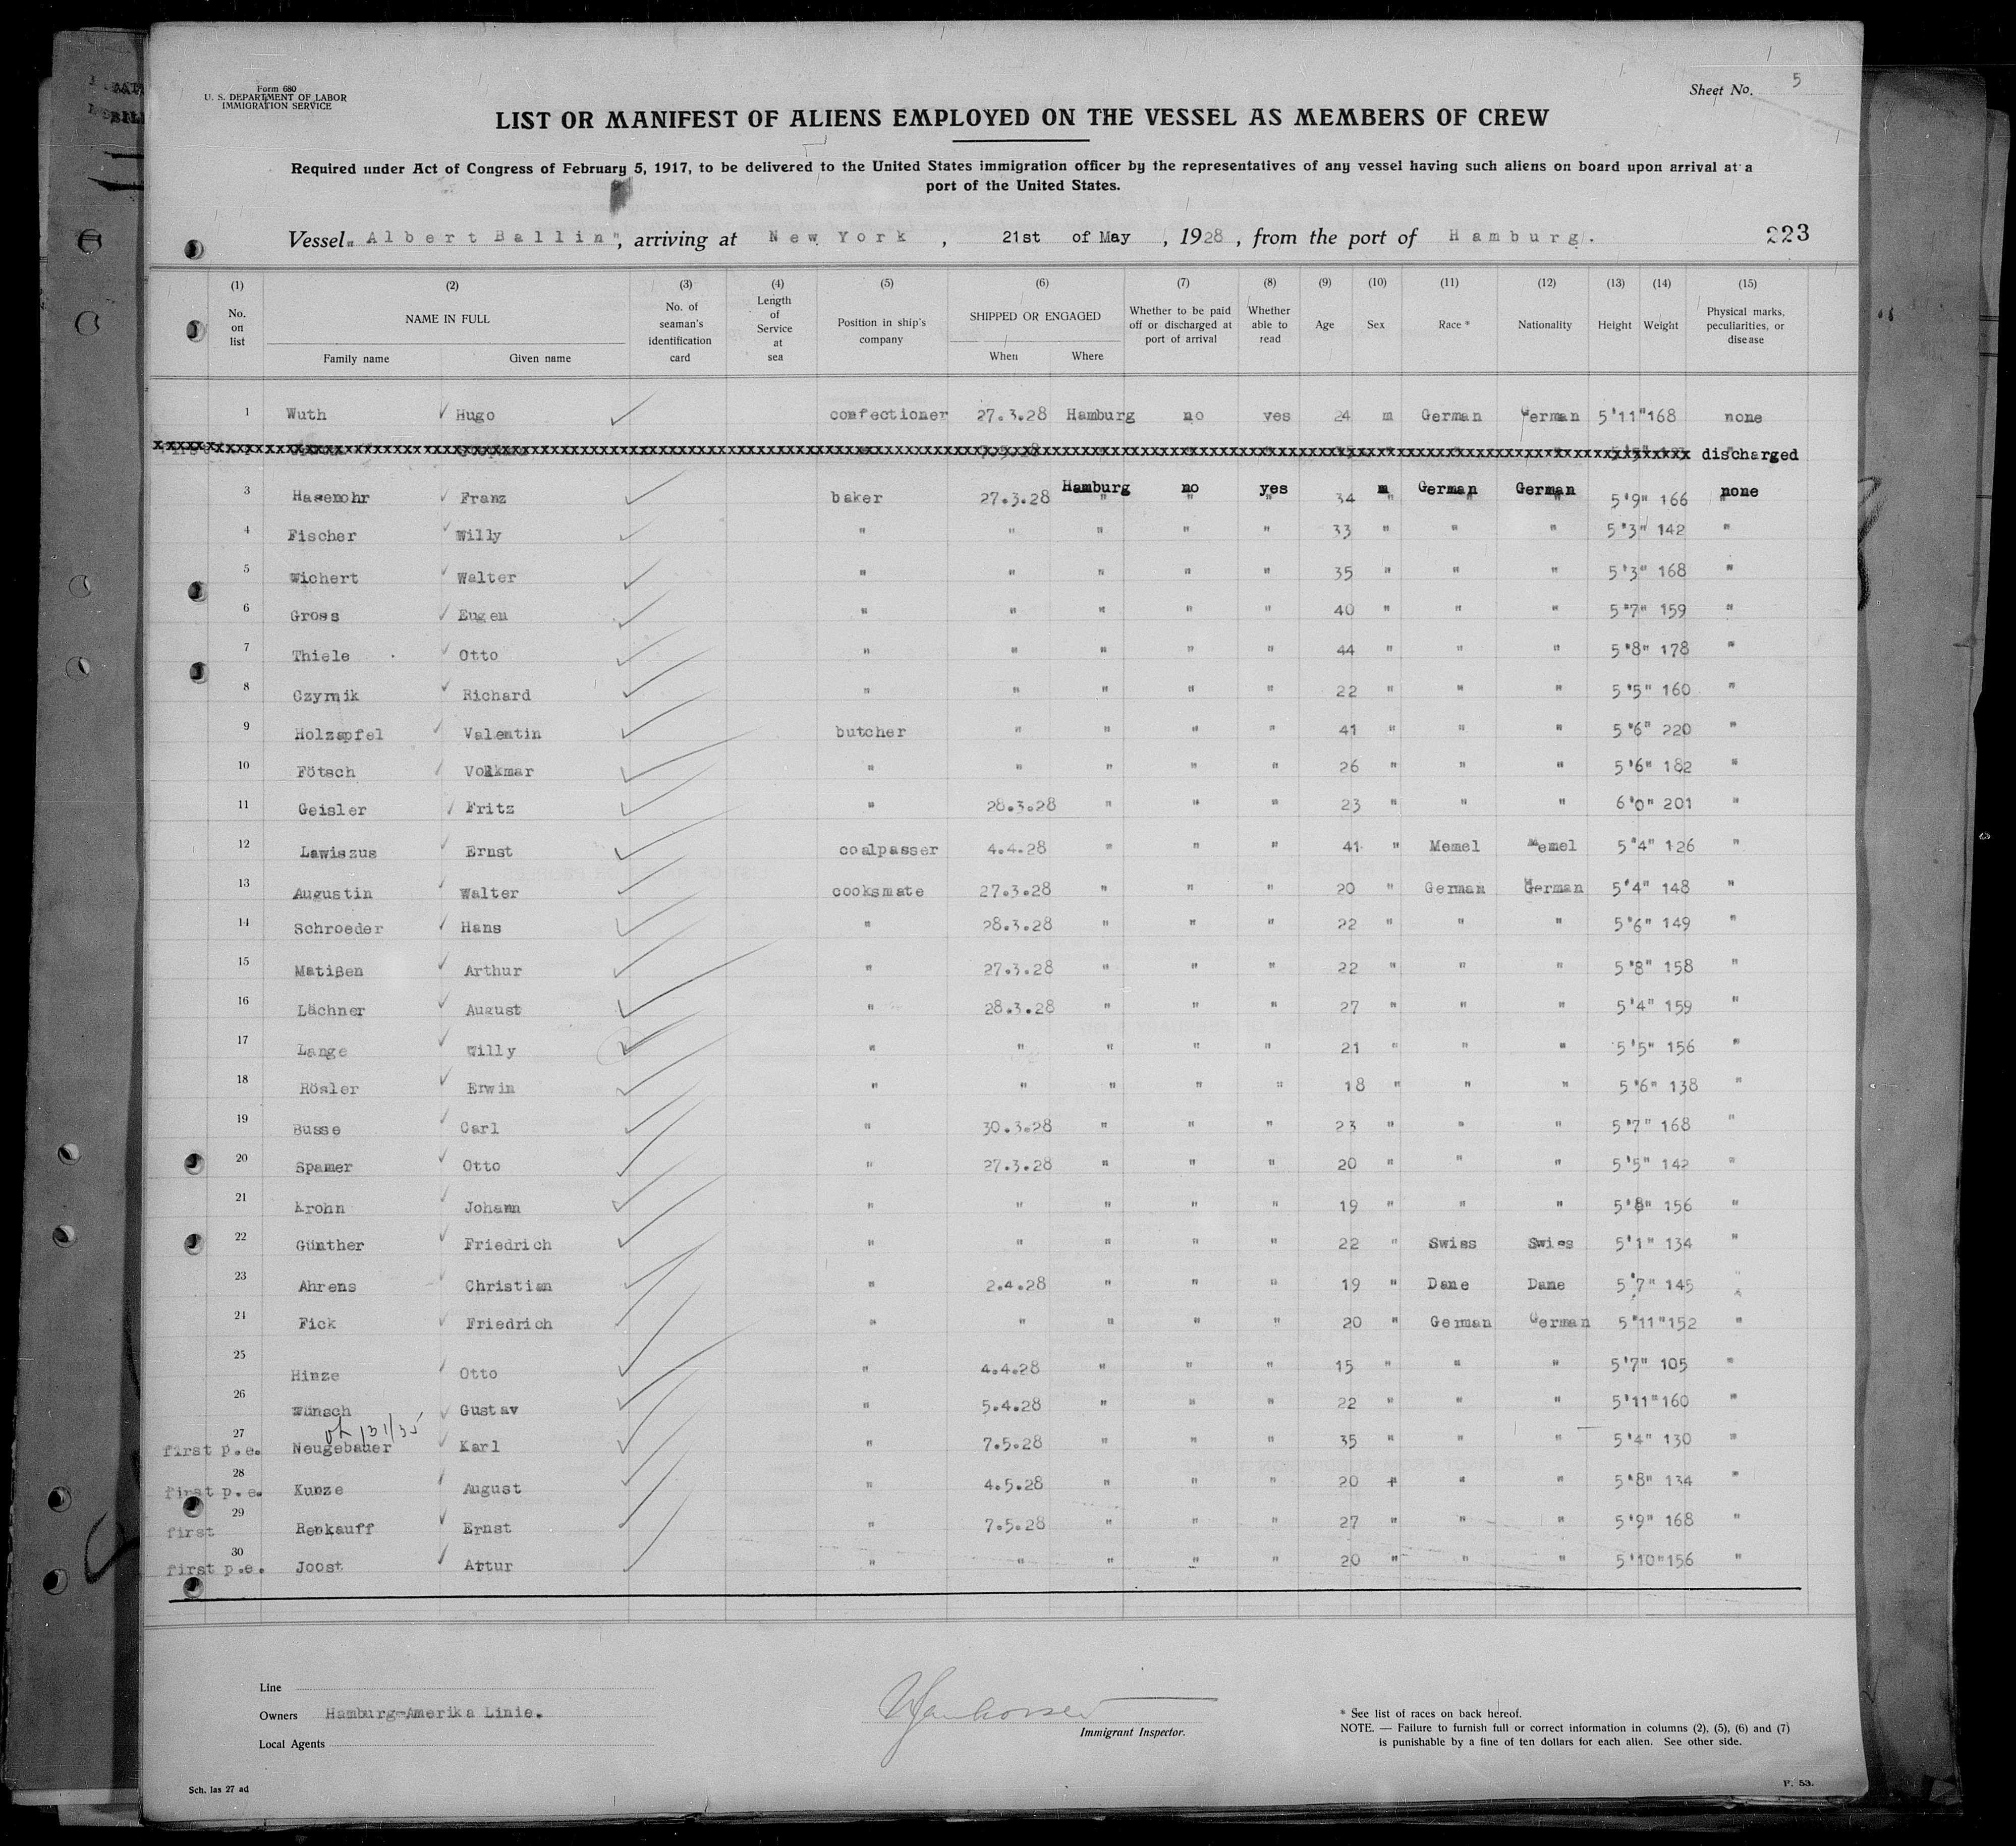 Form 680
U. S. DEPARTMENT OF LABOR
IMMIGRATION SERVICE
Sheet No. 5
LIST OR MANIFEST OF ALIENS EMPLOYED ON THE VESSEL AS MEMBERS OF CREW
Required under Act of Congress of February 5, 1917, to be delivered to the United States immigration officer by the representatives of any vessel having such aliens on board upon arrival at a
port of the United States.
Vessel „Albert Ballin", arriving at New York, 21st of May, 1928, from the port of Hamburg. 223
(1) (2) (3) (4) (5) (6) (7) (8) (9) (10) (11) (12) (13) (14) (15)
No. on list NAME IN FULL Family name Given name No. of seaman's identification card Length of Service at sea Position in ship's company SHIPPED OR ENGAGED When Where Whether to be paid off or discharged at port of arrival Whether able to read Age Sex Race * Nationality Height Weight Physical marks, peculiarities, or disease
1 Wuth Hugo confectioner 27.3.28 Hamburg no yes 24 m German German 5'11" 168 none
discharged
3 Hasenohr Franz baker 27.3.28 Hamburg no yes 34 m German German 5'9" 166 none
4 Fischer Willy " " " " " 33 " " " 5'3" 142 "
5 Wichert Walter " " " " " 35 " " " 5'3" 168 "
6 Gross Eugen " " " " " 40 " " " 5'7" 159 "
7 Thiele Otto " " " " " 44 " " " 5'8" 178 "
8 Czyrnik Richard " " " " " 22 " " " 5'5" 160 "
9 Holzapfel Valentin butcher " " " " 41 " " " 5'6" 220 "
10 Fötsch Volkmar " " " " " 26 " " " 5'6" 182 "
11 Geisler Fritz " 28.3.28 " " " 23 " " " 6'0" 201 "
12 Lawiszus Ernst coalpasser 4.4.28 " " " 41 " Memel Memel 5'4" 126 "
13 Augustin Walter cooksmate 27.3.28 " " " 20 " German German 5'4" 148 "
14 Schroeder Hans " 28.3.28 " " " 22 " " " 5'6" 149 "
15 Matißen Arthur " 27.3.28 " " " 22 " " " 5'8" 158 "
16 Lächner August " 28.3.28 " " " 27 " " " 5'4" 159 "
17 Lange Willy " " " " " 21 " " " 5'5" 156 "
18 Rösler Erwin " " " " " 18 " " " 5'6" 138 "
19 Busse Carl " 30.3.28 " " " 23 " " " 5'7" 168 "
20 Spamer Otto " 27.3.28 " " " 20 " " " 5'5" 142 "
21 Krohn Johann " " " " " 19 " " " 5'8" 156 "
22 Günther Friedrich " " " " " 22 " Swiss Swiss 5'1" 134 "
23 Ahrens Christian " 2.4.28 " " " 19 " Dane Dane 5'7" 145 "
24 Fick Friedrich " " " " " 20 " German German 5'11" 152 "
25 Hinze Otto " 4.4.28 " " " 15 " " " 5'7" 105 "
26 Wünsch Gustav " 5.4.28 " " " 22 " " " 5'11" 160 "
27 first p.e. Neugebauer Karl " 7.5.28 " " " 35 " " " 5'4" 130 "
28 first p.e. Kunze August " 4.5.28 " " " 20 " " " 5'8" 134 "
29 first Renkauff Ernst " 7.5.28 " " " 27 " " " 5'9" 168 "
30 first p.e. Joost Artur " " " " " 20 " " " 5'10" 156 "
Line
Owners Hamburg-Amerika Linie.
Local Agents
Immigrant Inspector.
* See list of races on back hereof.
NOTE. — Failure to furnish full or correct information in columns (2), (5), (6) and (7)
is punishable by a fine of ten dollars for each alien. See other side.
Sch. las 27 ad
F. 53.